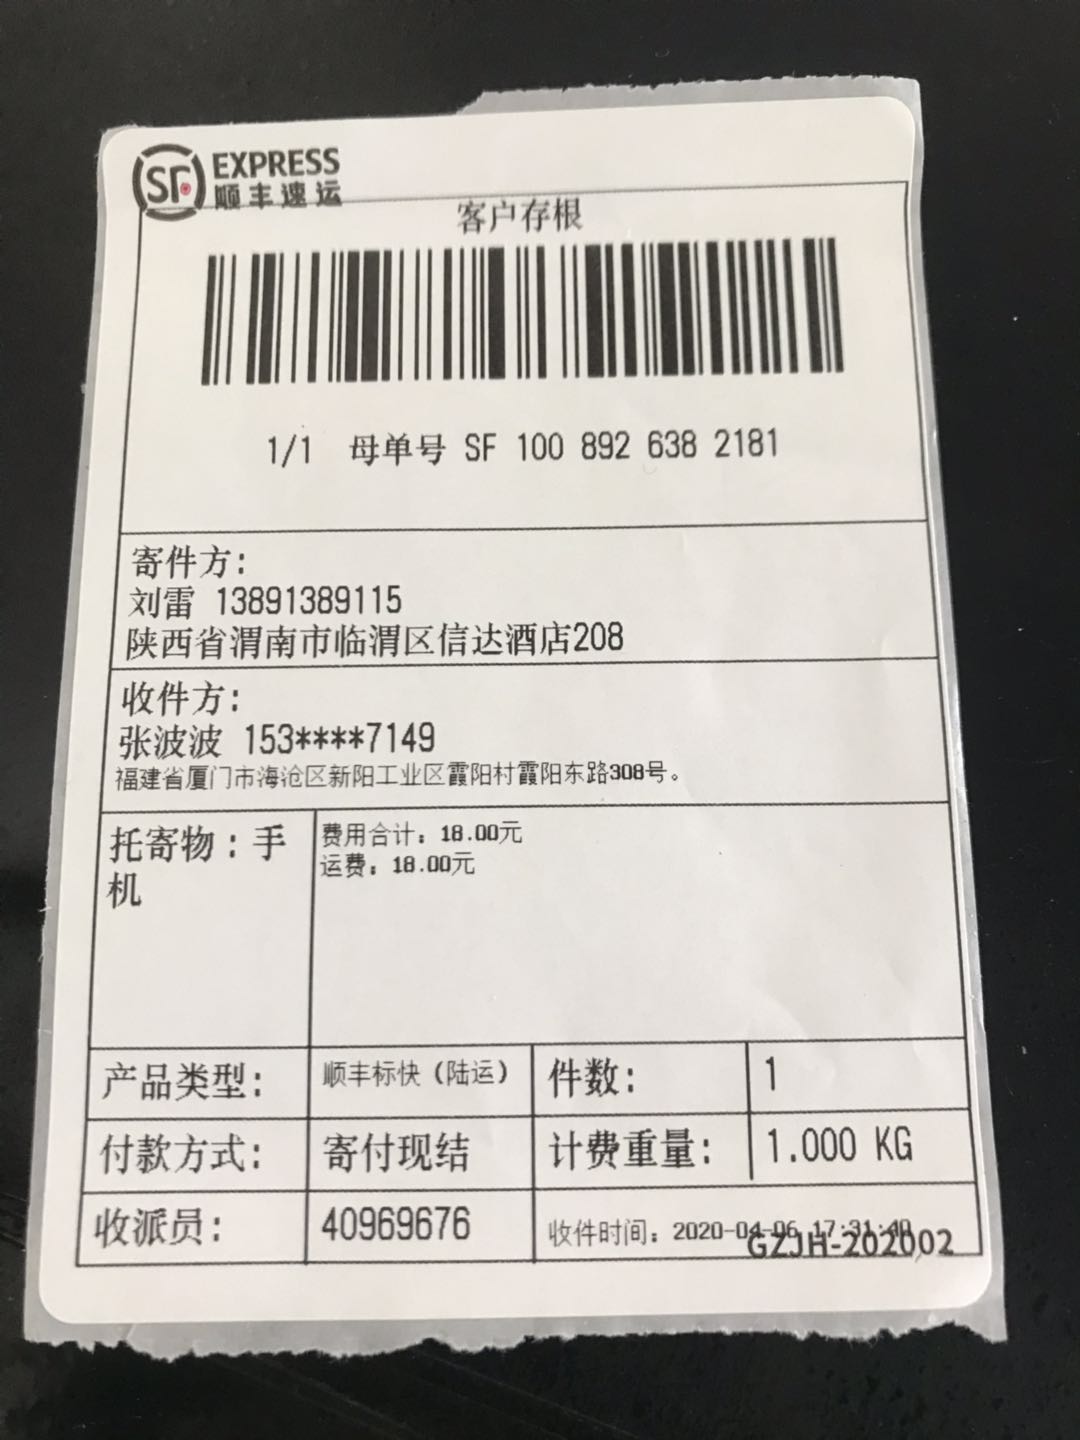 SF EXPRESS
顺丰速运
客户存根
1/1 母单号 SF 100 892 638 2181
寄件方：
刘雷 13891389115
陕西省渭南市临渭区信达酒店208
收件方：
张波波 153****7149
福建省厦门市海沧区新阳工业区霞阳村霞阳东路308号。
托寄物：手
机
费用合计：18.00元
运费：18.00元
产品类型： 顺丰标快（陆运） 件数： 1
付款方式： 寄付现结 计费重量： 1.000 KG
收派员： 40969676 收件时间：2020-04-06 17:31:40
GZJH-202002